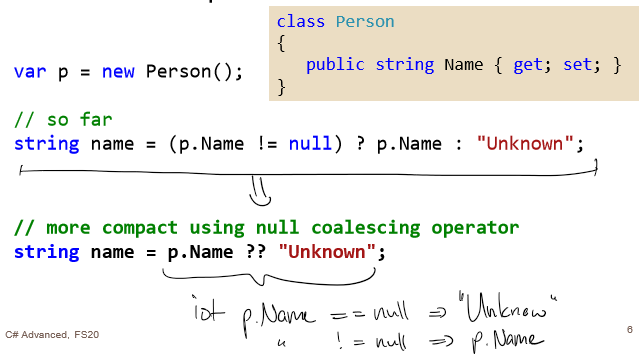 class Person
{
public string Name { get; set; }
}
var p = new Person();
// so far
string name = (p.Name != null) ? p.Name : "Unknown";
// more compact using null coalescing operator
string name = p.Name ?? "Unknown";
ist p.Name == null => "Unknown"
" != null => p.Name
C# Advanced, FS20
6